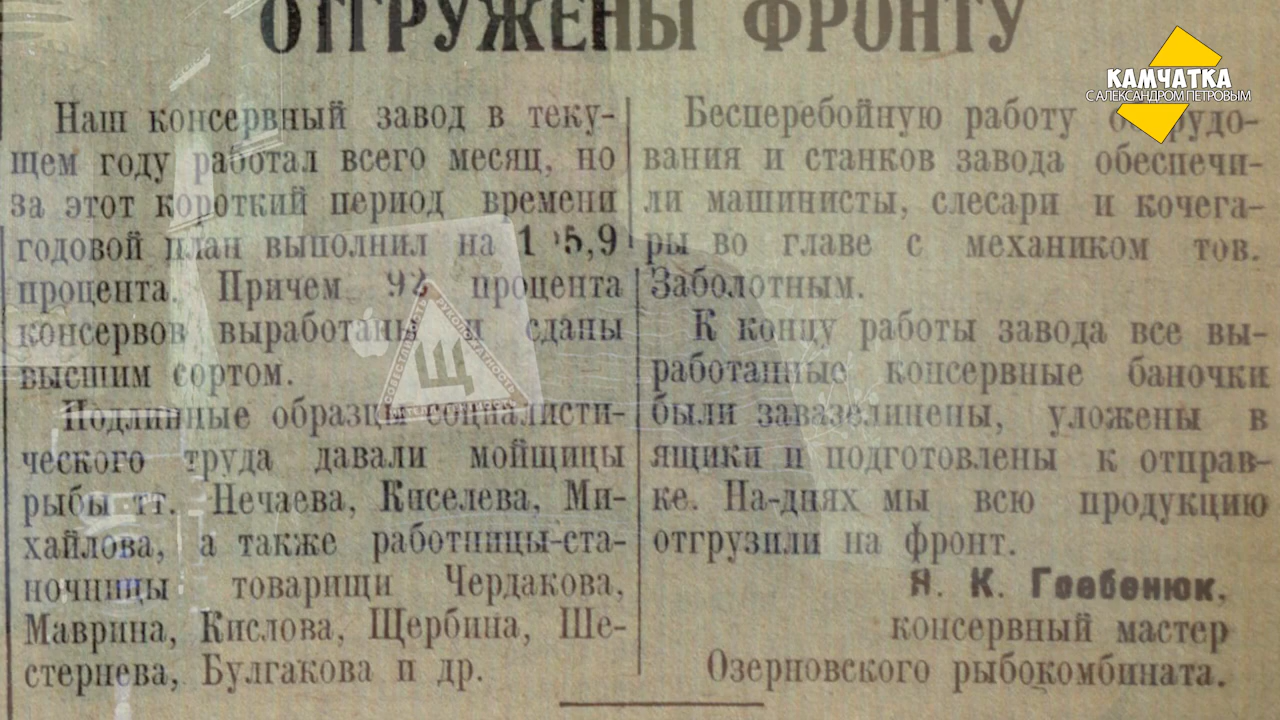 ОТГРУЖЕНЫ ФРОНТУ
КАМЧАТКА
С АЛЕКСАНДРОМ ПЕТРОВЫМ
Наш консервный завод в теку-
щем году работал всего месяц, но
за этот короткий период времени
годовой план выполнил на
процента. Причем 92 процента
консервов выработаны и сданы
высшим сортом.
Подлинные образцы социалисти-
ческого труда давали мойщицы
рыбы тт. Нечаева, Киселева, Ми-
хайлова, а также работницы-ста-
ночницы товарищи Чердакова,
Маврина, Кислова, Щербина, Ше-
стернева, Булгакова и др.
Бесперебойную работу оборудо-
вания и станков завода обеспечи-
ли машинисты, слесари и кочега-
ры во главе с механиком тов.
Заболотным.
К концу работы завода все вы-
работанные консервные баночки
были завазелинены, уложены в
ящики и подготовлены к отправ-
ке. На-днях мы всю продукцию
отгрузили на фронт.
К. Гребенюк,
консервный мастер
Озерновского рыбокомбината.
Щ